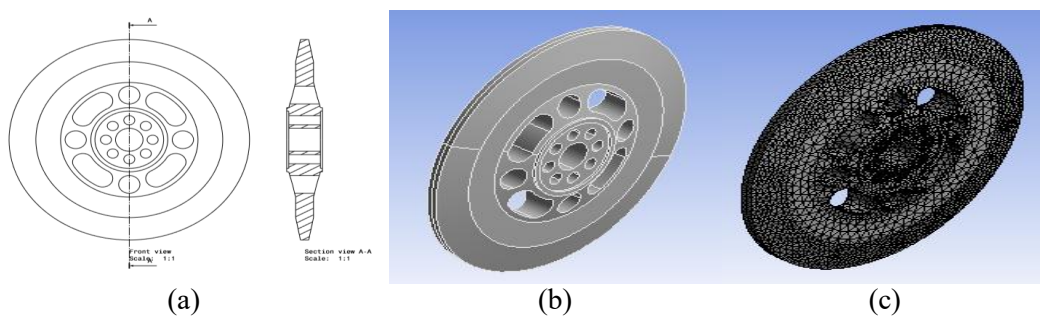 A
Front view
Scale: 1:1
A
Section view A-A
Scale: 1:1
(a)
(b)
(c)